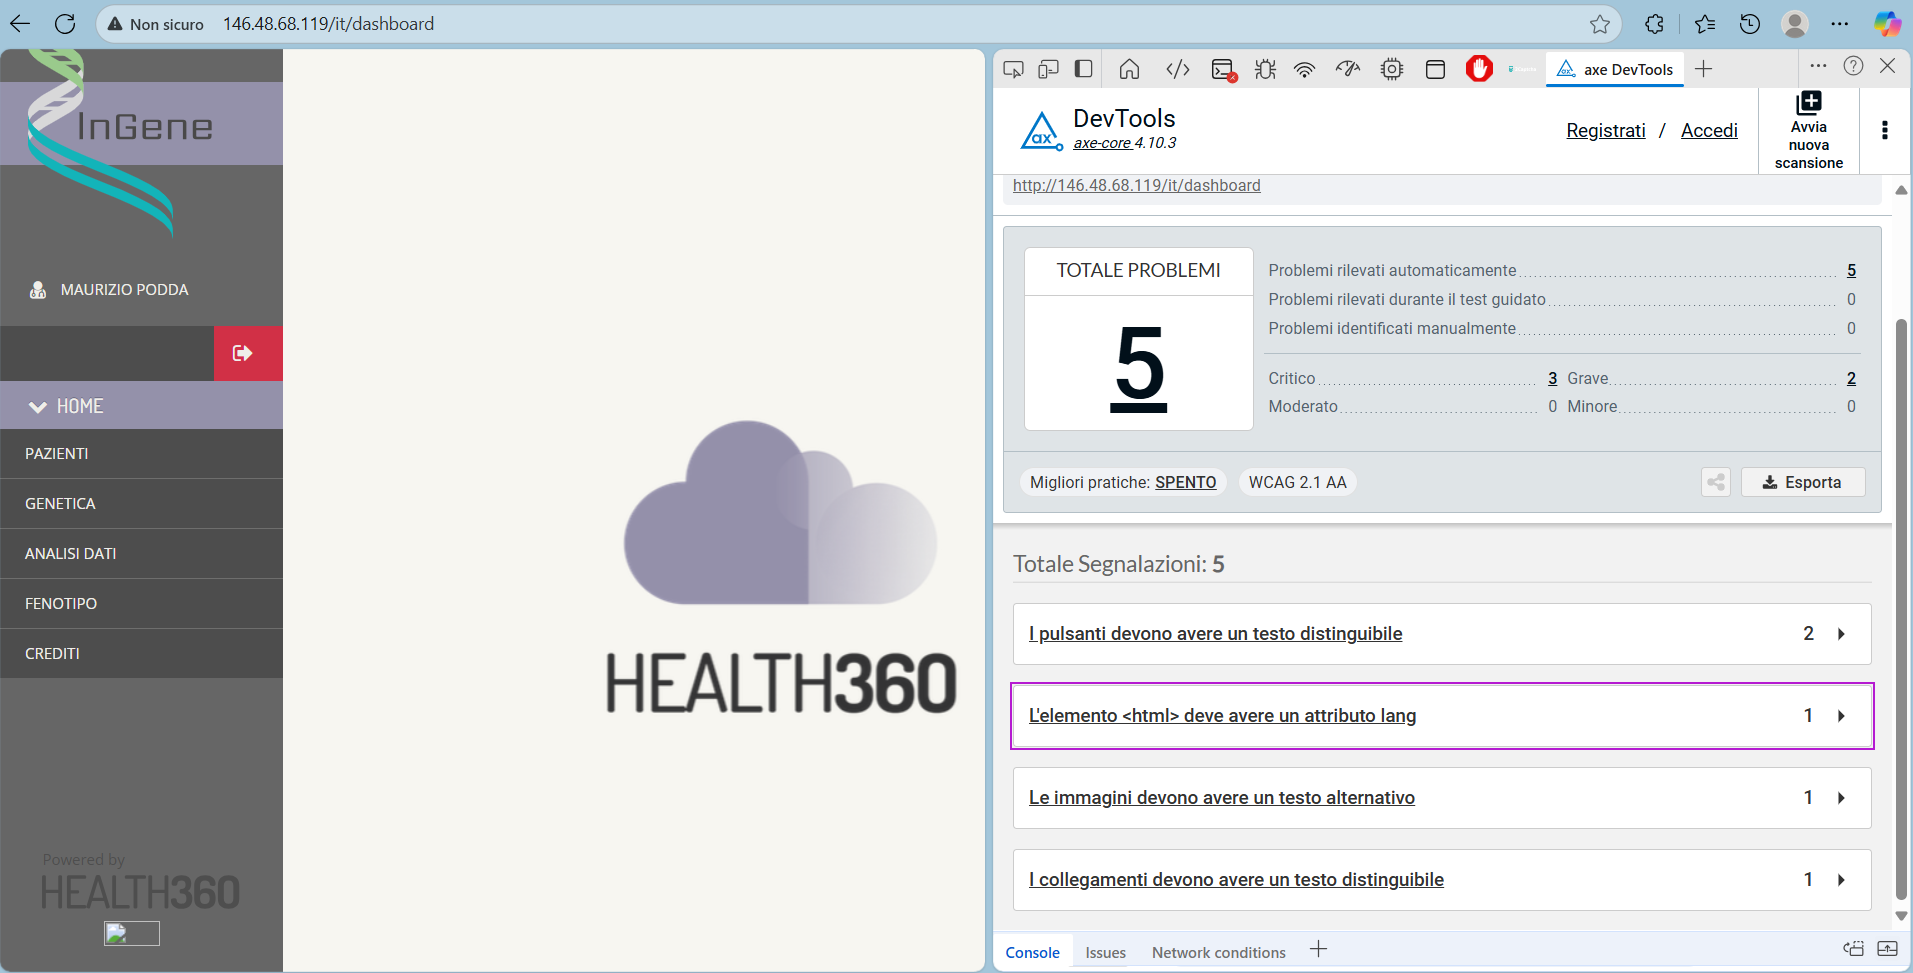 Non sicuro 146.48.68.119/it/dashboard
InGene
MAURIZIO PODDA
HOME
PAZIENTI
GENETICA
ANALISI DATI
FENOTIPO
CREDITI
Powered by
HEALTH360
HEALTH360
axe DevTools
ax
DevTools
axe-core 4.10.3
Registrati / Accedi
Avvia
nuova
scansione
http://146.48.68.119/it/dashboard
TOTALE PROBLEMI
5
Problemi rilevati automaticamente 5
Problemi rilevati durante il test guidato 0
Problemi identificati manualmente 0
Critico 3 Grave 2
Moderato 0 Minore 0
Migliori pratiche: SPENTO WCAG 2.1 AA Esporta
Totale Segnalazioni: 5
I pulsanti devono avere un testo distinguibile 2
L'elemento <html> deve avere un attributo lang 1
Le immagini devono avere un testo alternativo 1
I collegamenti devono avere un testo distinguibile 1
Console Issues Network conditions